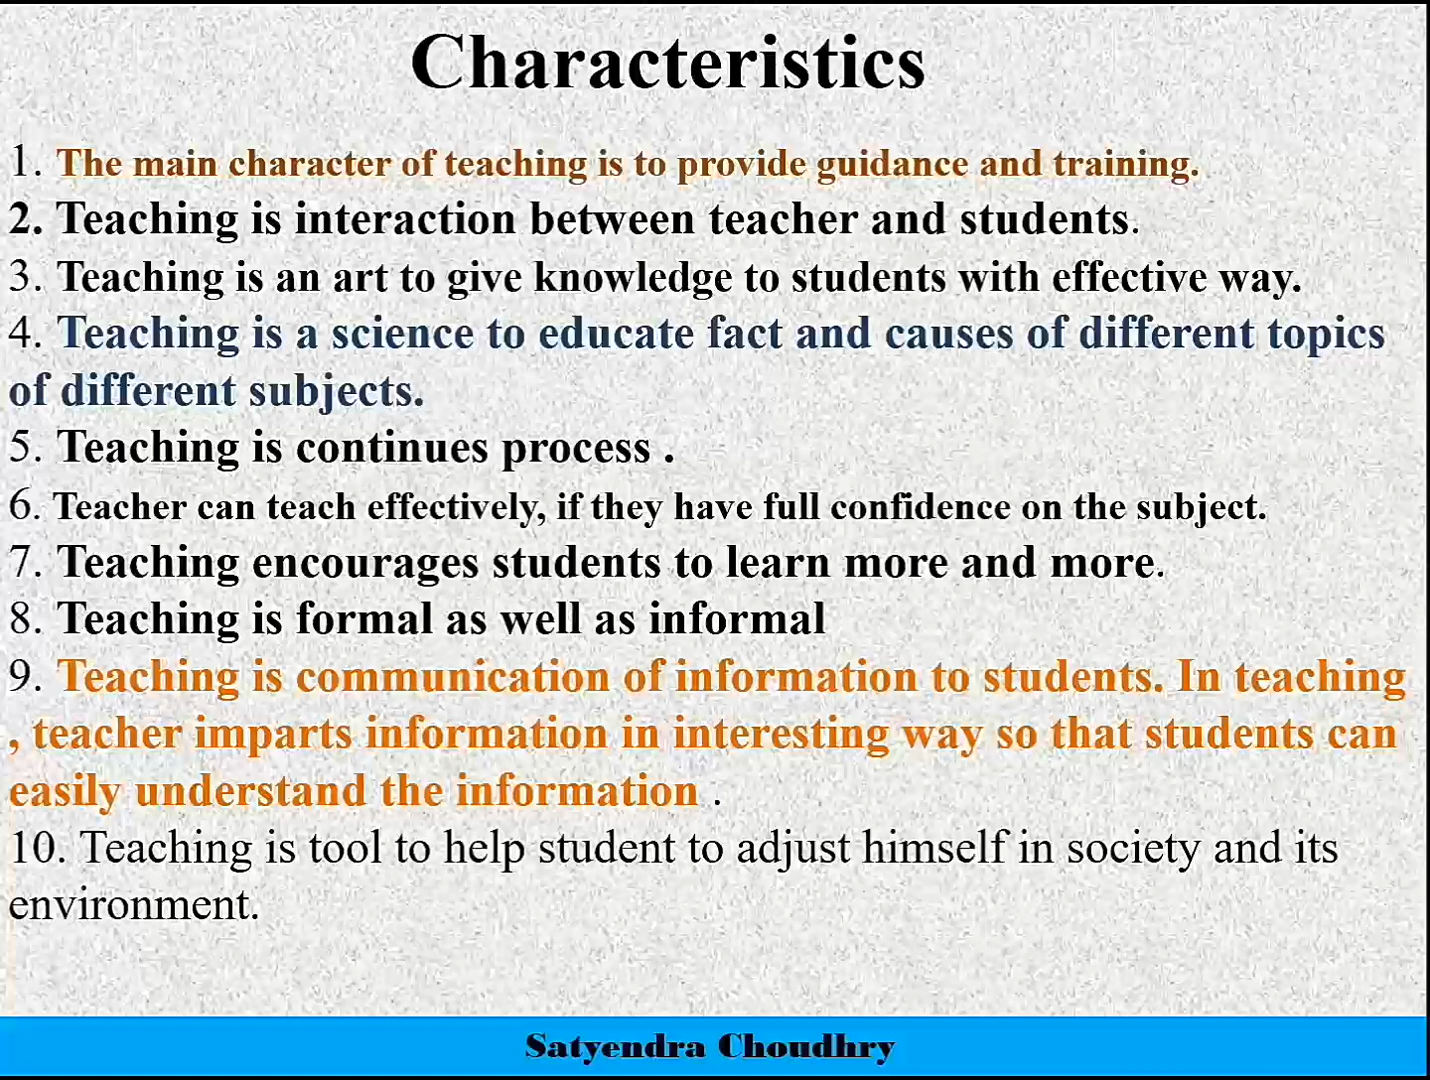 Characteristics
1. The main character of teaching is to provide guidance and training.
2. Teaching is interaction between teacher and students.
3. Teaching is an art to give knowledge to students with effective way.
4. Teaching is a science to educate fact and causes of different topics
of different subjects.
5. Teaching is continues process .
6. Teacher can teach effectively, if they have full confidence on the subject.
7. Teaching encourages students to learn more and more.
8. Teaching is formal as well as informal
9. Teaching is communication of information to students. In teaching
, teacher imparts information in interesting way so that students can
easily understand the information .
10. Teaching is tool to help student to adjust himself in society and its
environment.
Satyendra Choudhry